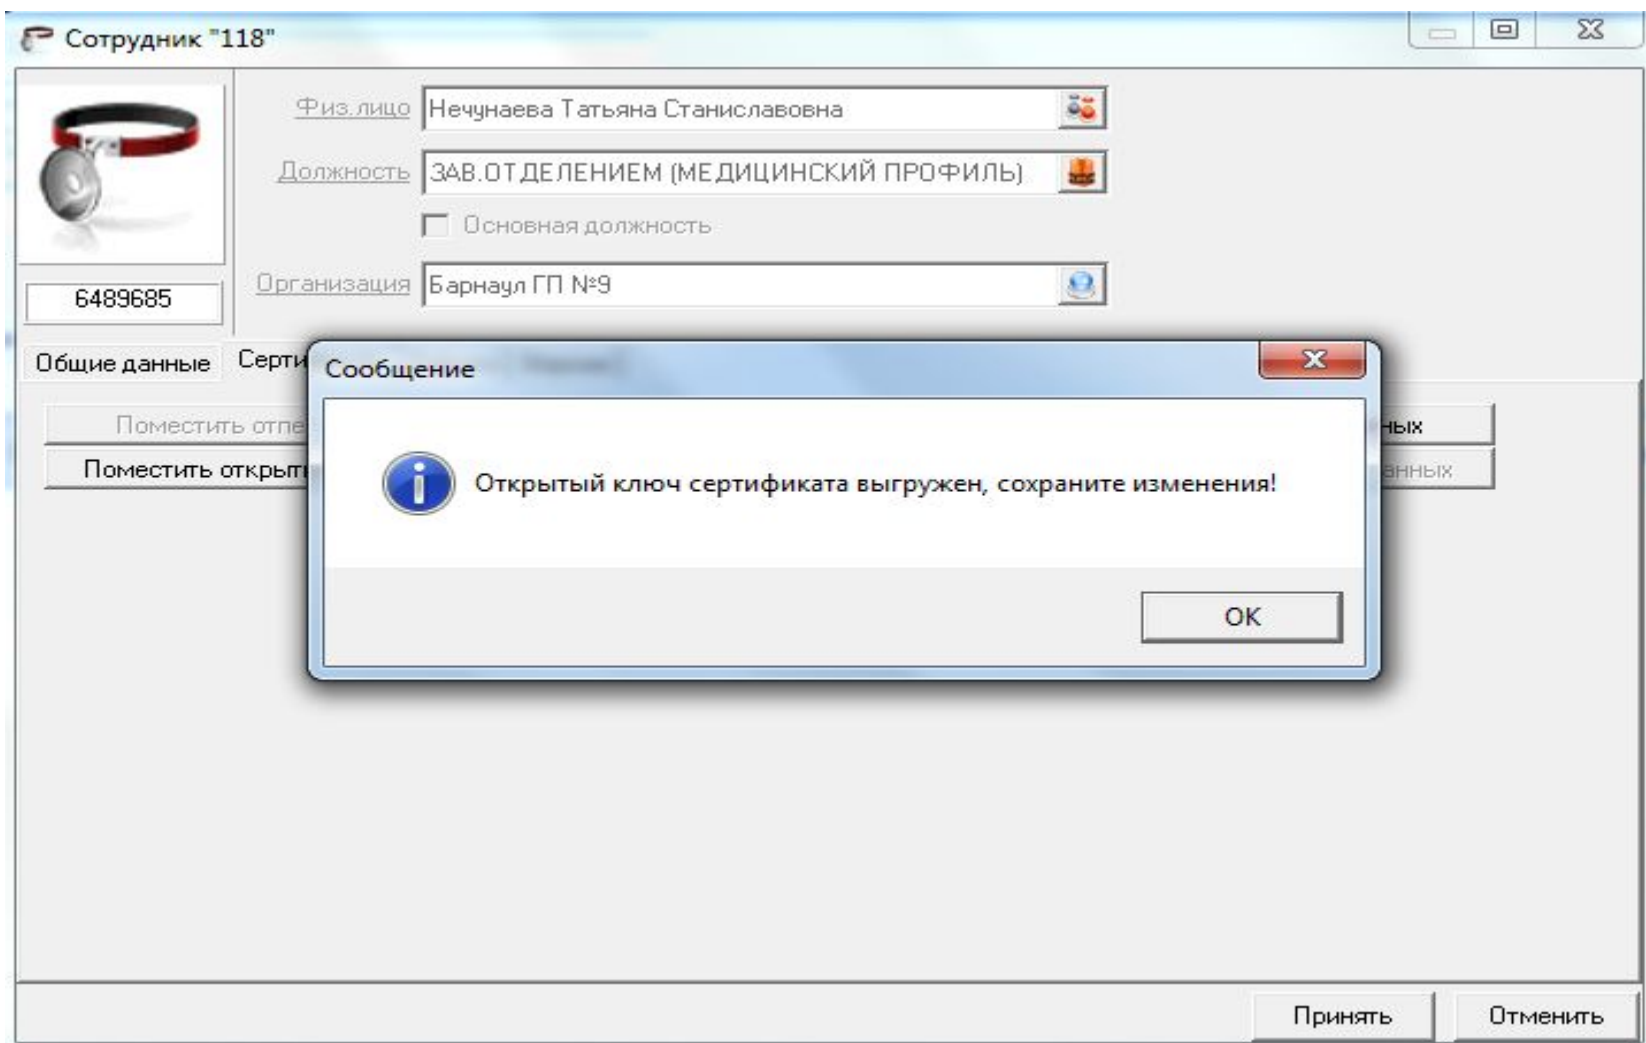 Сотрудник "118"
Физ.лицо Нечунаева Татьяна Станиславовна
Должность ЗАВ.ОТДЕЛЕНИЕМ (МЕДИЦИНСКИЙ ПРОФИЛЬ)
Основная должность
6489685
Организация Барнаул ГП №9
Общие данные Серти
Сообщение
Поместить отпе ных
Поместить открыт анных
Открытый ключ сертификата выгружен, сохраните изменения!
OK
Принять Отменить